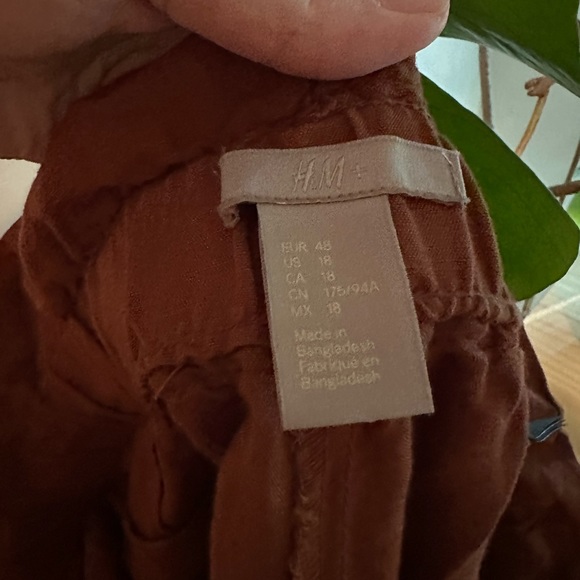 H&M+
EUR 48
US 18
CA 18
CN 175/94A
MX 18
Made in
Bangladesh
Fabriqué en
Bangladesh